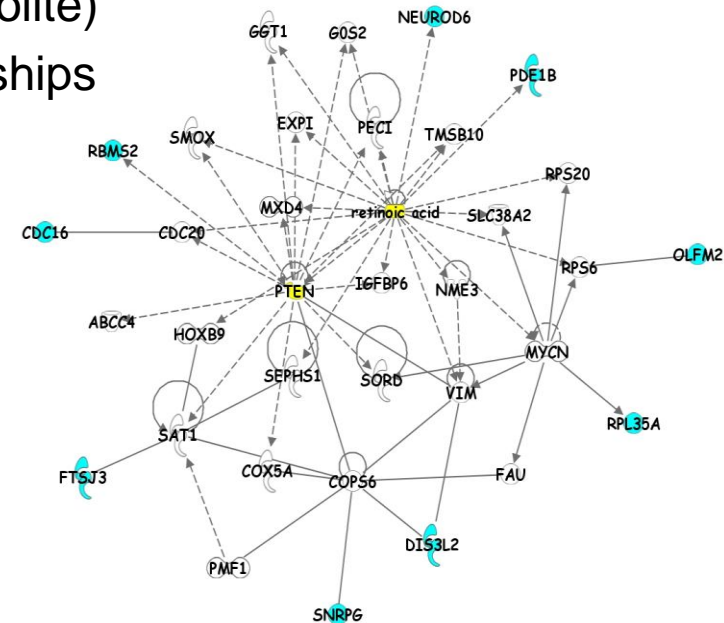 olite)
ships
NEUROD6
GGT1
G0S2
PDE1B
EXPI
PECI
TMSB10
SMOX
RBMS2
RPS20
MXD4
retinoic acid
SLC38A2
CDC16
CDC20
OLFM2
RPS6
IGFBP6
NME3
PTEN
ABCC4
HOXB9
MYCN
SEPHS1
SORD
VIM
RPL35A
SAT1
COX5A
COPS6
FAU
FTSJ3
DIS3L2
PMF1
SNRPG